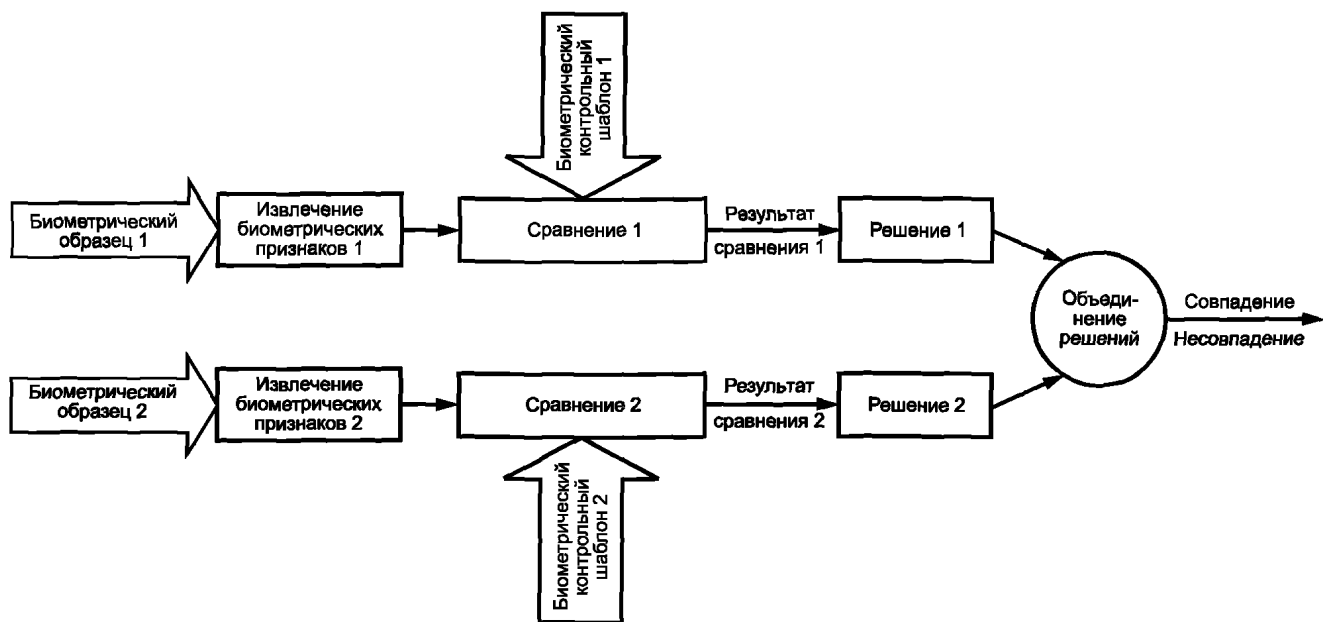 Биометрический
контрольный
шаблон 1
Биометрический
образец 1
Извлечение
биометрических
признаков 1
Сравнение 1
Результат
сравнения 1
Решение 1
Объеди-
нение
решений
Совпадение
Несовпадение
Биометрический
образец 2
Извлечение
биометрических
признаков 2
Сравнение 2
Результат
сравнения 2
Решение 2
Биометрический
контрольный
шаблон 2